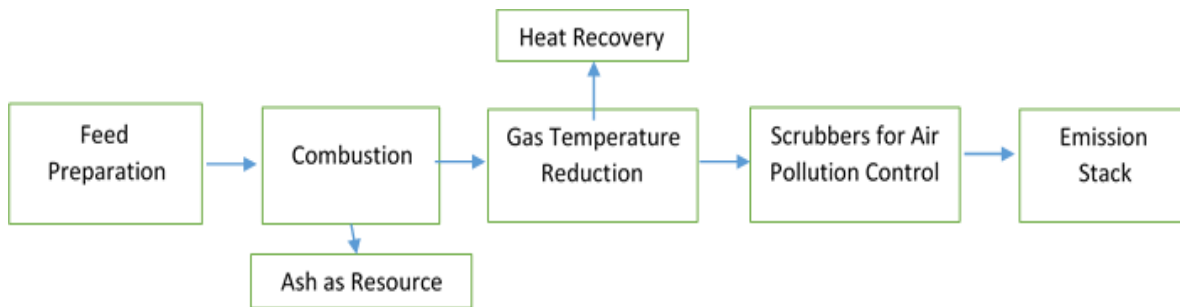 Heat Recovery
Feed
Preparation
Combustion
Gas Temperature
Reduction
Scrubbers for Air
Pollution Control
Emission
Stack
Ash as Resource